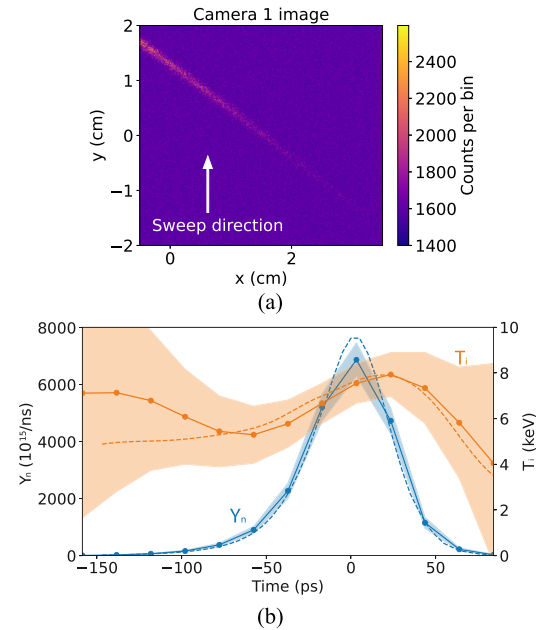 Camera 1 image
2
1
0
−1
−2
y (cm)
Sweep direction
0
2
x (cm)
2400
2200
2000
1800
1600
1400
Counts per bin
(a)
8000
6000
4000
2000
0
Yₙ (10¹⁵/ns)
Tᵢ
Yₙ
10
8
6
4
2
0
Tᵢ (keV)
−150
−100
−50
0
50
Time (ps)
(b)